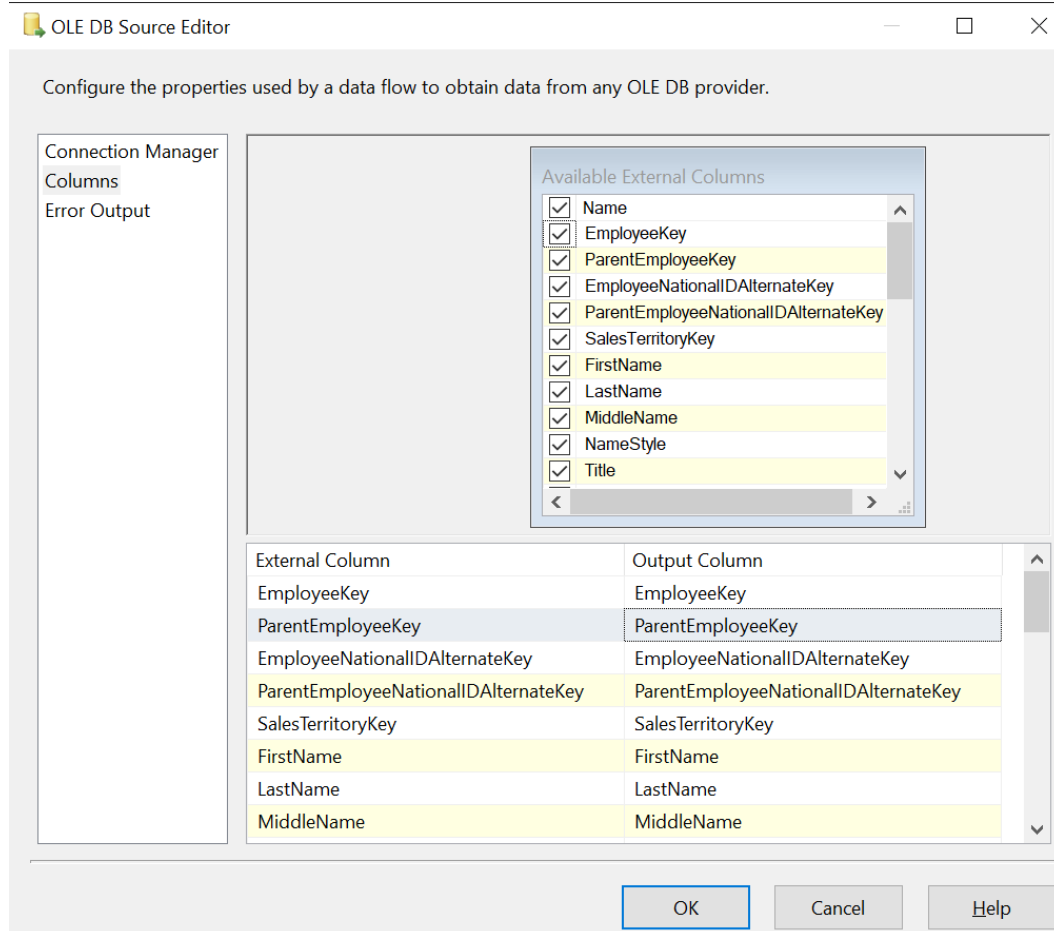 OLE DB Source Editor
Configure the properties used by a data flow to obtain data from any OLE DB provider.
Connection Manager
Columns
Error Output
Available External Columns
Name
EmployeeKey
ParentEmployeeKey
EmployeeNationalIDAlternateKey
ParentEmployeeNationalIDAlternateKey
SalesTerritoryKey
FirstName
LastName
MiddleName
NameStyle
Title
External Column Output Column
EmployeeKey EmployeeKey
ParentEmployeeKey ParentEmployeeKey
EmployeeNationalIDAlternateKey EmployeeNationalIDAlternateKey
ParentEmployeeNationalIDAlternateKey ParentEmployeeNationalIDAlternateKey
SalesTerritoryKey SalesTerritoryKey
FirstName FirstName
LastName LastName
MiddleName MiddleName
OK Cancel Help